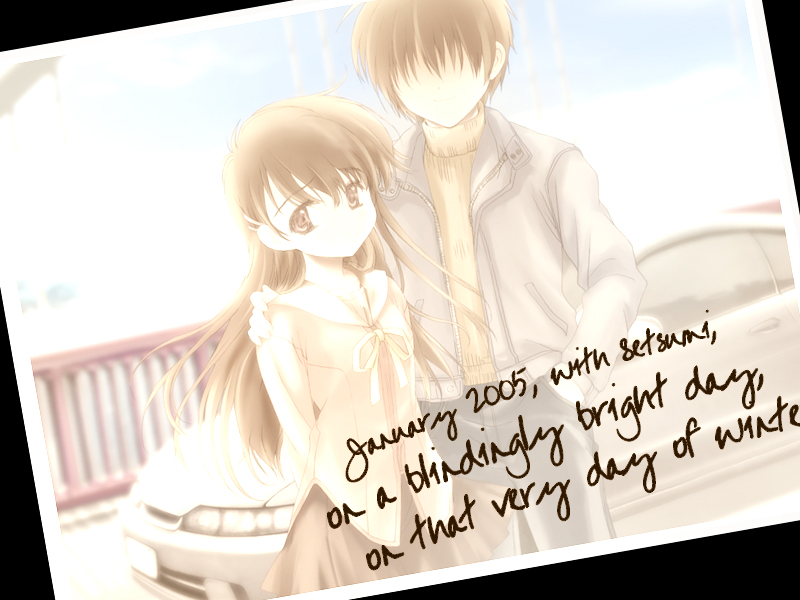 January 2005, with setsumi,
on a blindingly bright day,
on that very day of winte